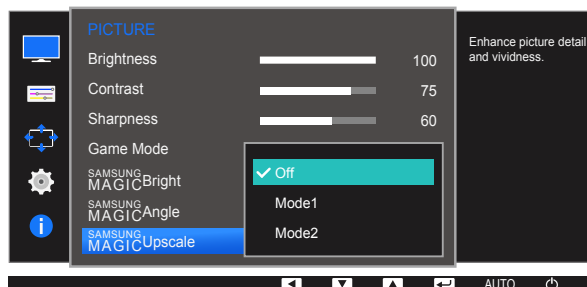 PICTURE
Brightness 100
Contrast 75
Sharpness 60
Game Mode
SAMSUNG MAGICBright
SAMSUNG MAGICAngle
SAMSUNG MAGICUpscale
Off
Mode1
Mode2
Enhance picture detail
and vividness.
AUTO